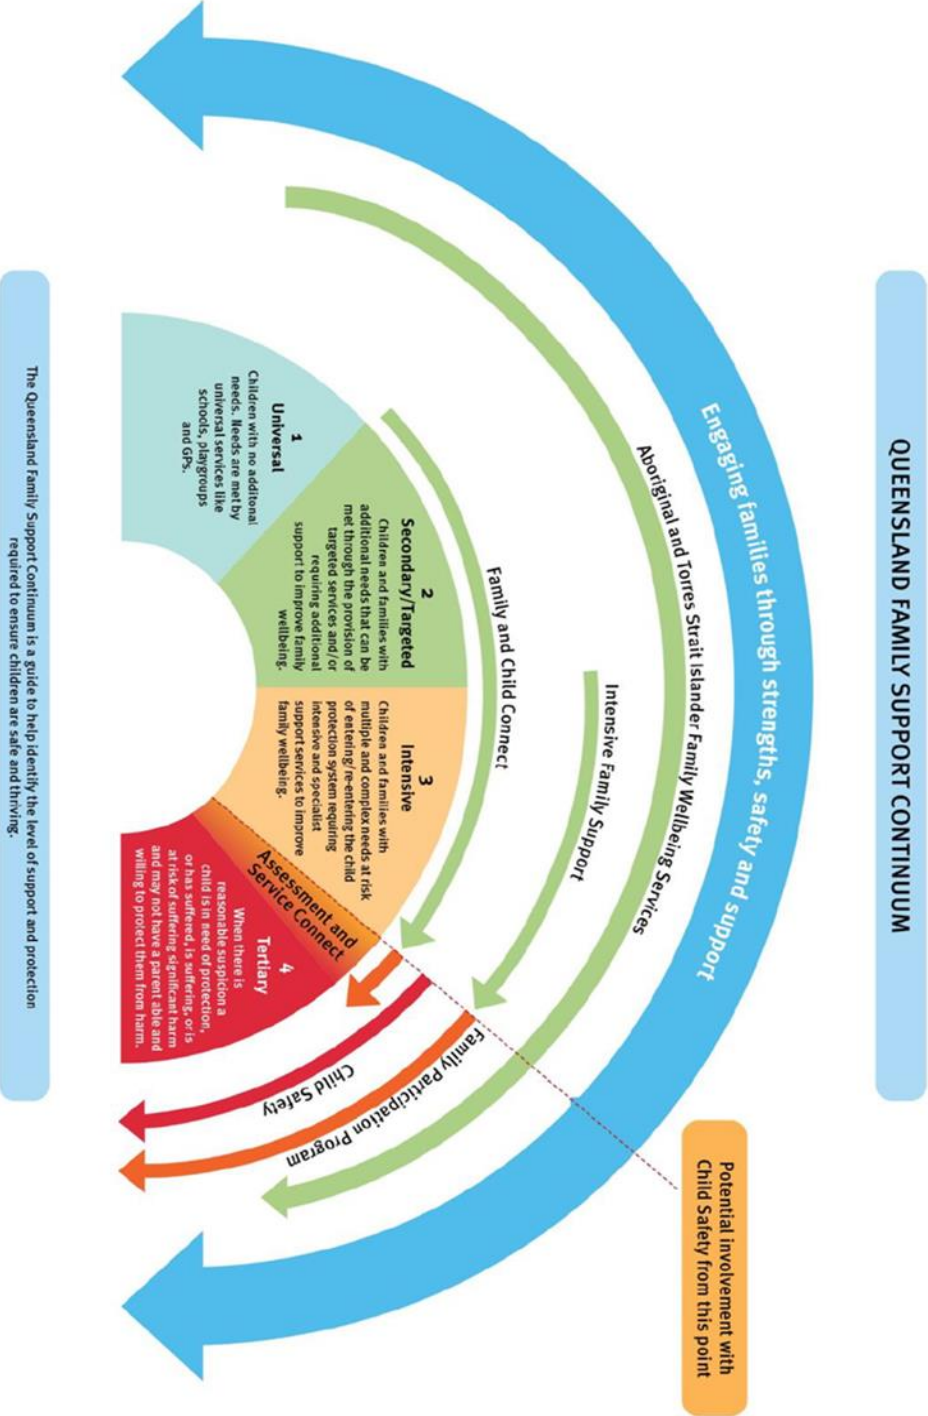 QUEENSLAND FAMILY SUPPORT CONTINUUM
Potential involvement with
Child Safety from this point
Engaging families through strengths, safety and support
Aboriginal and Torres Strait Islander Family Wellbeing Services
Intensive Family Support
Family and Child Connect
Family Participation Program
Child Safety
1
Universal
Children with no additonal
needs. Needs are met by
universal services like
schools, playgroups
and GPs.
2
Secondary/Targeted
Children and families with
additional needs that can be
met through the provision of
targeted services and/or
requiring additional
support to improve family
wellbeing.
3
Intensive
Children and families with
multiple and complex needs at risk
of entering/re-entering the child
protection system requiring
intensive and specialist
support services to improve
family wellbeing.
Assessment and
Service Connect
4
Tertiary
When there is
reasonable suspicion a
child is in need of protection,
or has suffered, is suffering, or is
at risk of suffering significant harm
and may not have a parent able and
willing to protect them from harm.
The Queensland Family Support Continuum is a guide to help identify the level of support and protection
required to ensure children are safe and thriving.